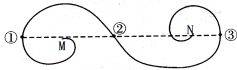 ① M ② N ③